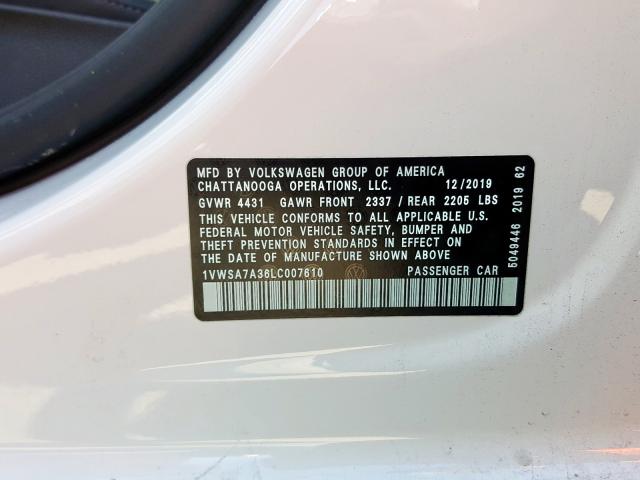 MFD BY VOLKSWAGEN GROUP OF AMERICA
CHATTANOOGA OPERATIONS, LLC. 12/2019
GVWR 4431 GAWR FRONT 2337 / REAR 2205 LBS
THIS VEHICLE CONFORMS TO ALL APPLICABLE U.S.
FEDERAL MOTOR VEHICLE SAFETY, BUMPER AND
THEFT PREVENTION STANDARDS IN EFFECT ON THE
DATE OF MANUFACTURE SHOWN ABOVE
1VWSA7A36LC007610 PASSENGER CAR
5049446 2019 62